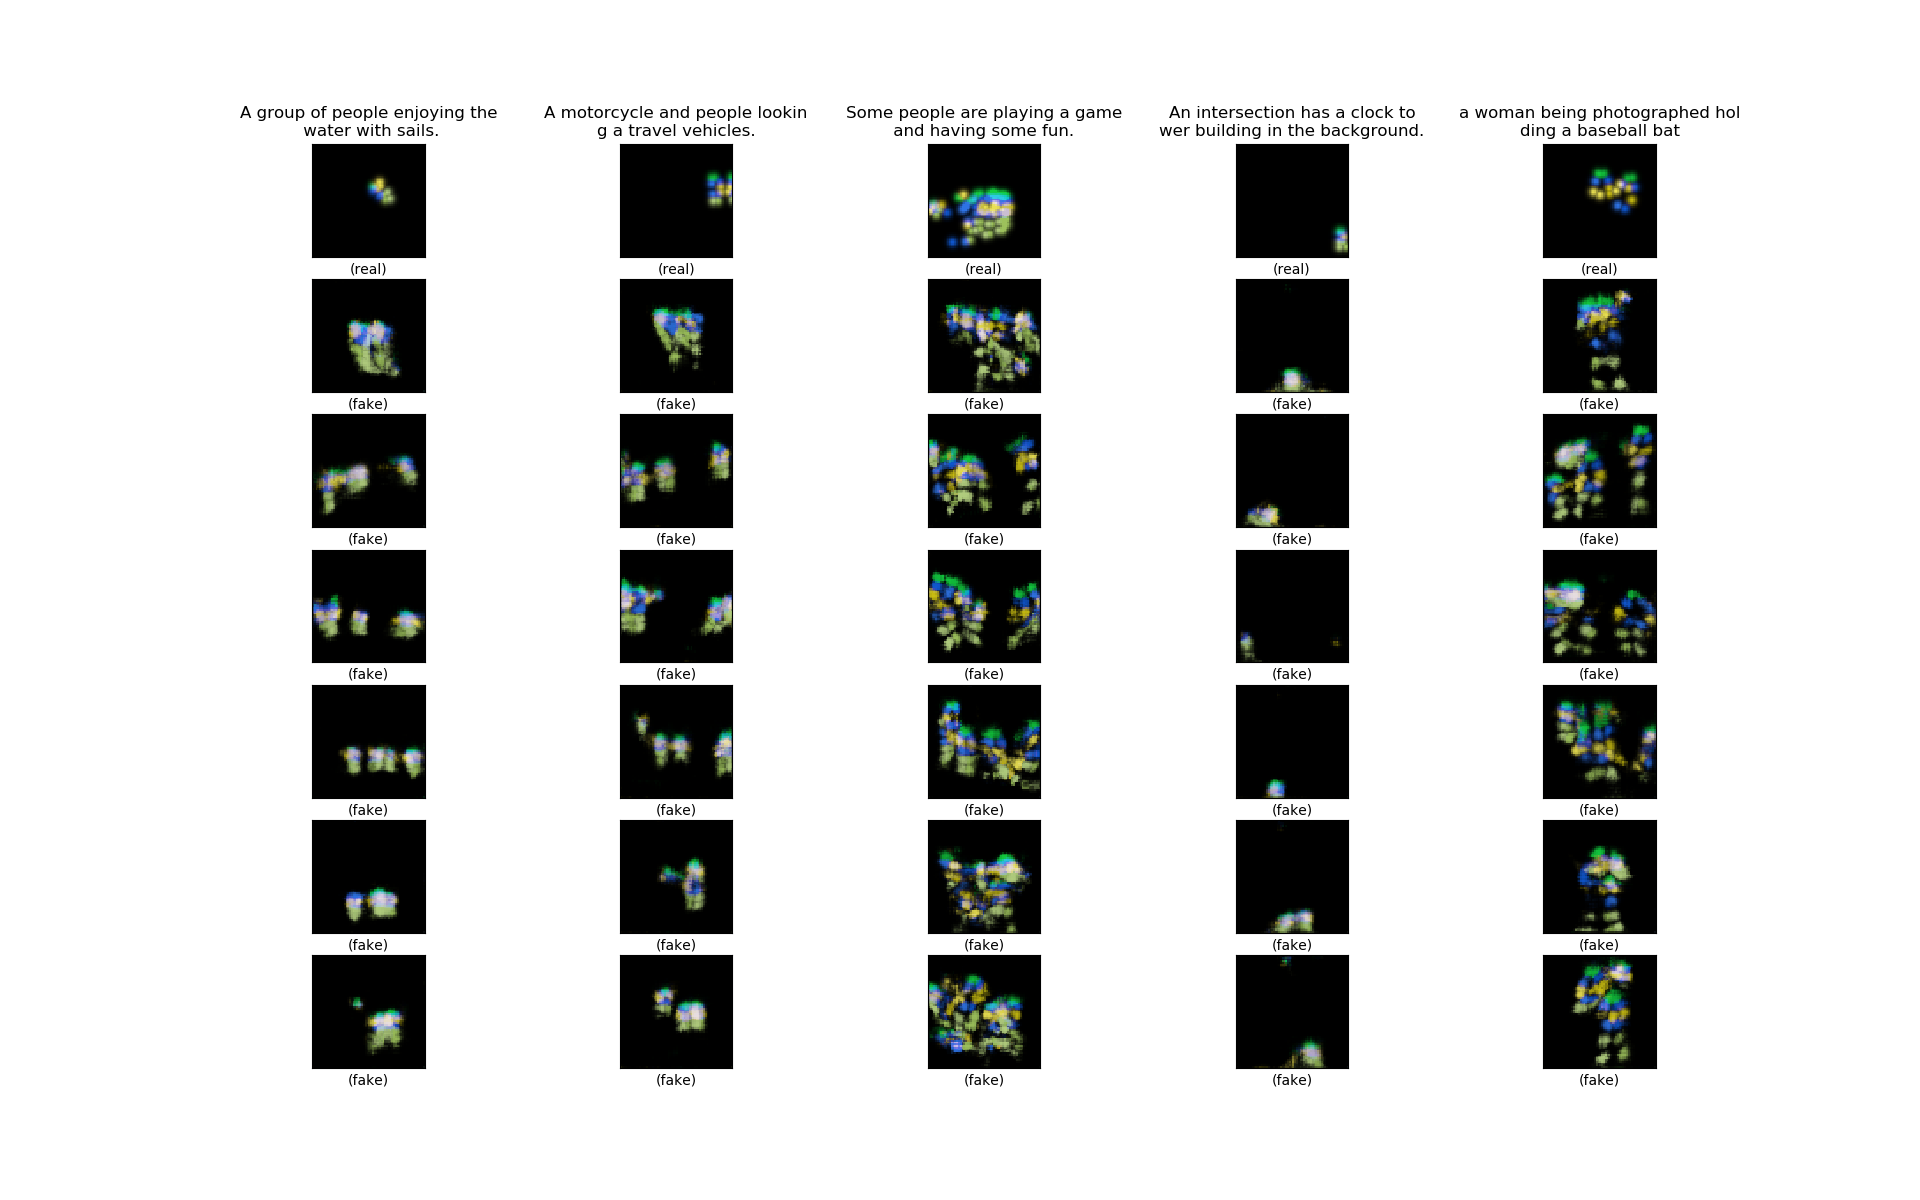 A group of people enjoying the
water with sails.
A motorcycle and people lookin
g a travel vehicles.
Some people are playing a game
and having some fun.
An intersection has a clock to
wer building in the background.
a woman being photographed hol
ding a baseball bat
(real) (real) (real) (real) (real)
(fake) (fake) (fake) (fake) (fake)
(fake) (fake) (fake) (fake) (fake)
(fake) (fake) (fake) (fake) (fake)
(fake) (fake) (fake) (fake) (fake)
(fake) (fake) (fake) (fake) (fake)
(fake) (fake) (fake) (fake) (fake)